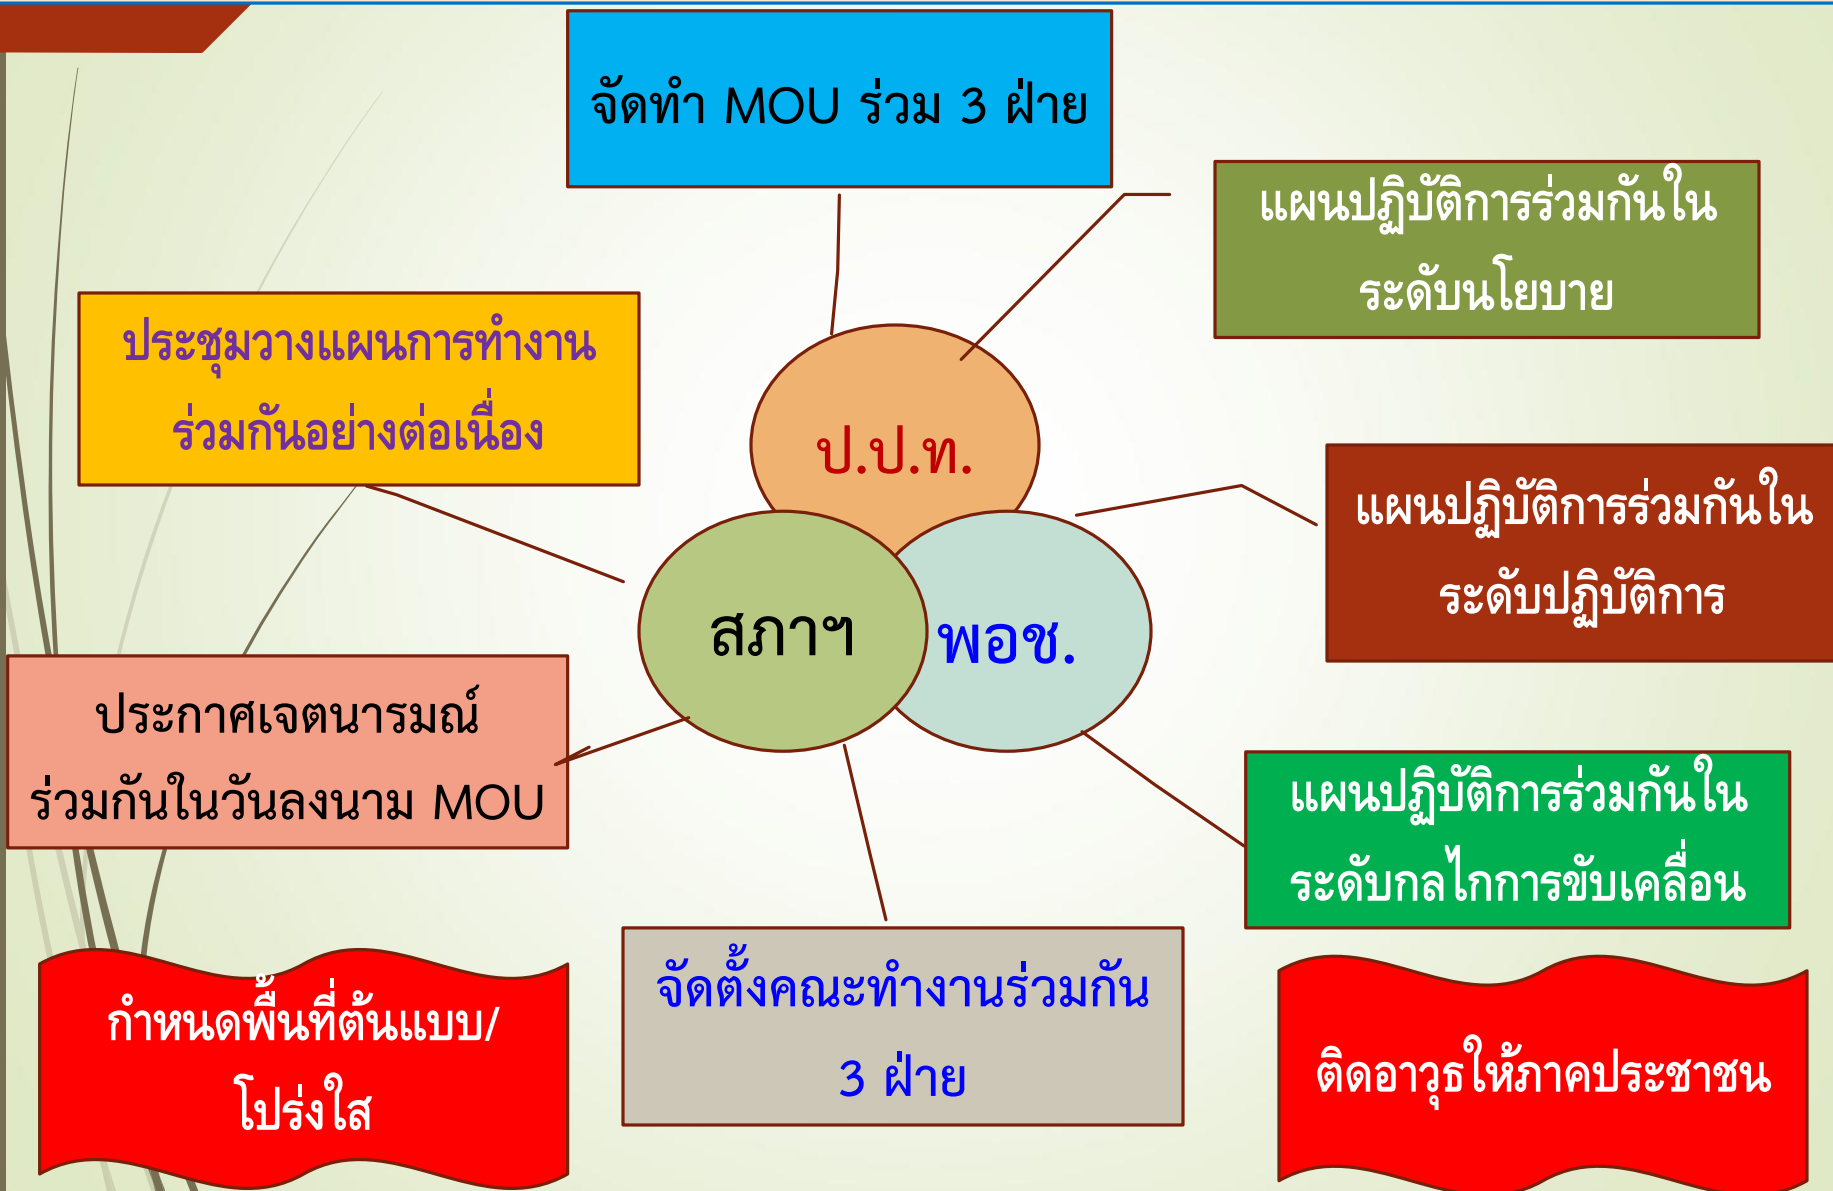 จัดทำ MOU ร่วม 3 ฝ่าย
แผนปฏิบัติการร่วมกันใน
ระดับนโยบาย
ประชุมวางแผนการทำงาน
ร่วมกันอย่างต่อเนื่อง
ป.ป.ท.
แผนปฏิบัติการร่วมกันใน
ระดับปฏิบัติการ
สภาฯ
พอช.
ประกาศเจตนารมณ์
ร่วมกันในวันลงนาม MOU
แผนปฏิบัติการร่วมกันใน
ระดับกลไกการขับเคลื่อน
จัดตั้งคณะทำงานร่วมกัน
3 ฝ่าย
กำหนดพื้นที่ต้นแบบ/
โปร่งใส
ติดอาวุธให้ภาคประชาชน